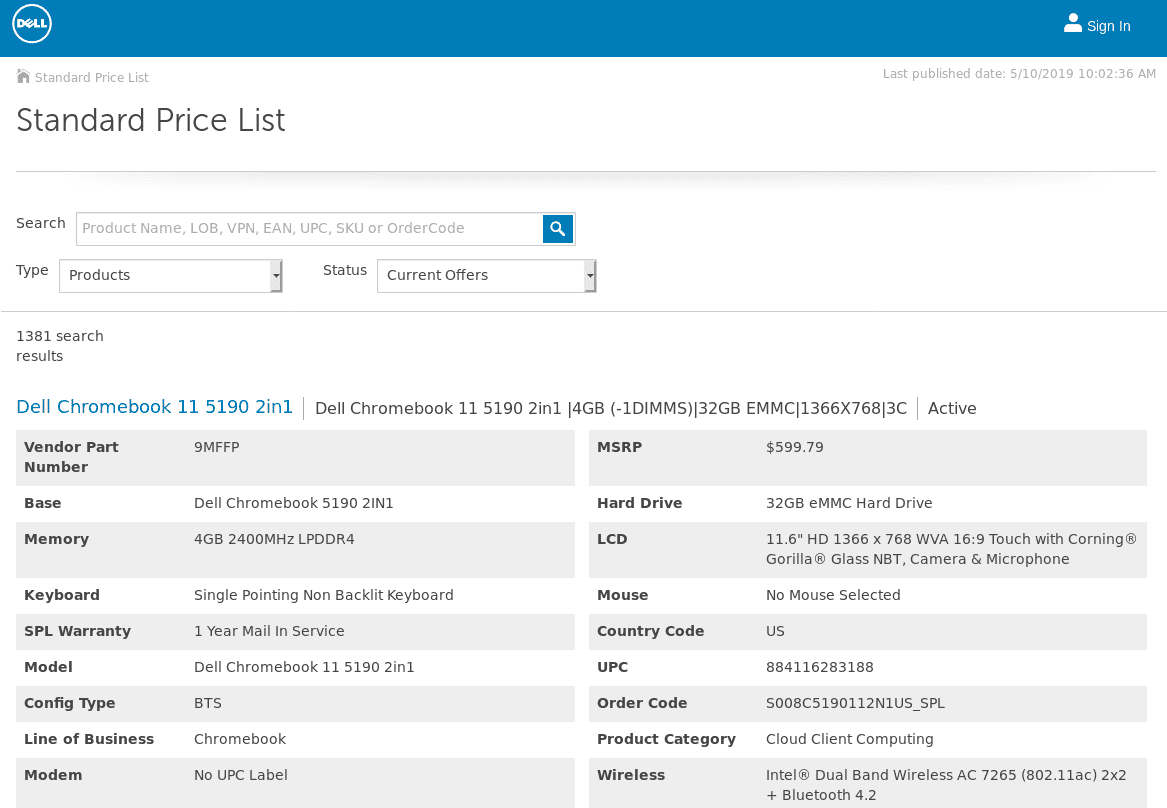 DELL
Sign In
Standard Price List
Last published date: 5/10/2019 10:02:36 AM
Standard Price List
Search
Product Name, LOB, VPN, EAN, UPC, SKU or OrderCode
Type
Products
Status
Current Offers
1381 search
results
Dell Chromebook 11 5190 2in1
Dell Chromebook 11 5190 2in1 |4GB (-1DIMMS)|32GB EMMC|1366X768|3C
Active
Vendor Part
Number
9MFFP
MSRP
$599.79
Base
Dell Chromebook 5190 2IN1
Hard Drive
32GB eMMC Hard Drive
Memory
4GB 2400MHz LPDDR4
LCD
11.6" HD 1366 x 768 WVA 16:9 Touch with Corning®
Gorilla® Glass NBT, Camera & Microphone
Keyboard
Single Pointing Non Backlit Keyboard
Mouse
No Mouse Selected
SPL Warranty
1 Year Mail In Service
Country Code
US
Model
Dell Chromebook 11 5190 2in1
UPC
884116283188
Config Type
BTS
Order Code
S008C5190112N1US_SPL
Line of Business
Chromebook
Product Category
Cloud Client Computing
Modem
No UPC Label
Wireless
Intel® Dual Band Wireless AC 7265 (802.11ac) 2x2
+ Bluetooth 4.2